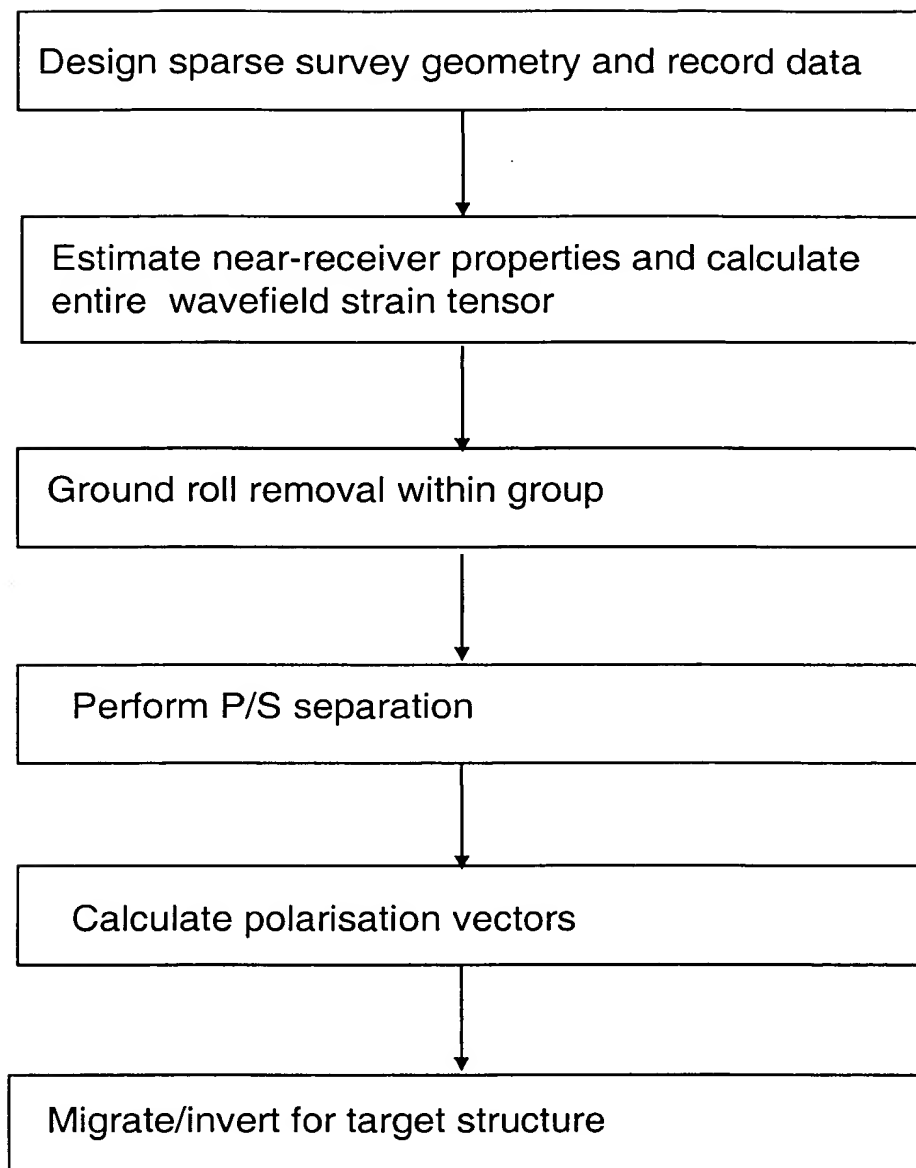 Design sparse survey geometry and record data
Estimate near-receiver properties and calculate
entire wavefield strain tensor
Ground roll removal within group
Perform P/S separation
Calculate polarisation vectors
Migrate/invert for target structure